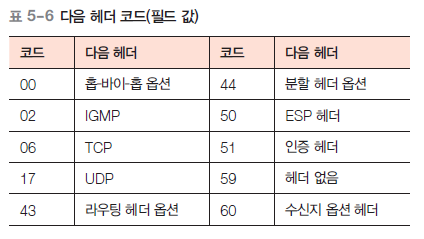 표 5-6 다음 헤더 코드(필드 값)
코드 다음 헤더 코드 다음 헤더
00 홉-바이-홉 옵션 44 분할 헤더 옵션
02 IGMP 50 ESP 헤더
06 TCP 51 인증 헤더
17 UDP 59 헤더 없음
43 라우팅 헤더 옵션 60 수신지 옵션 헤더